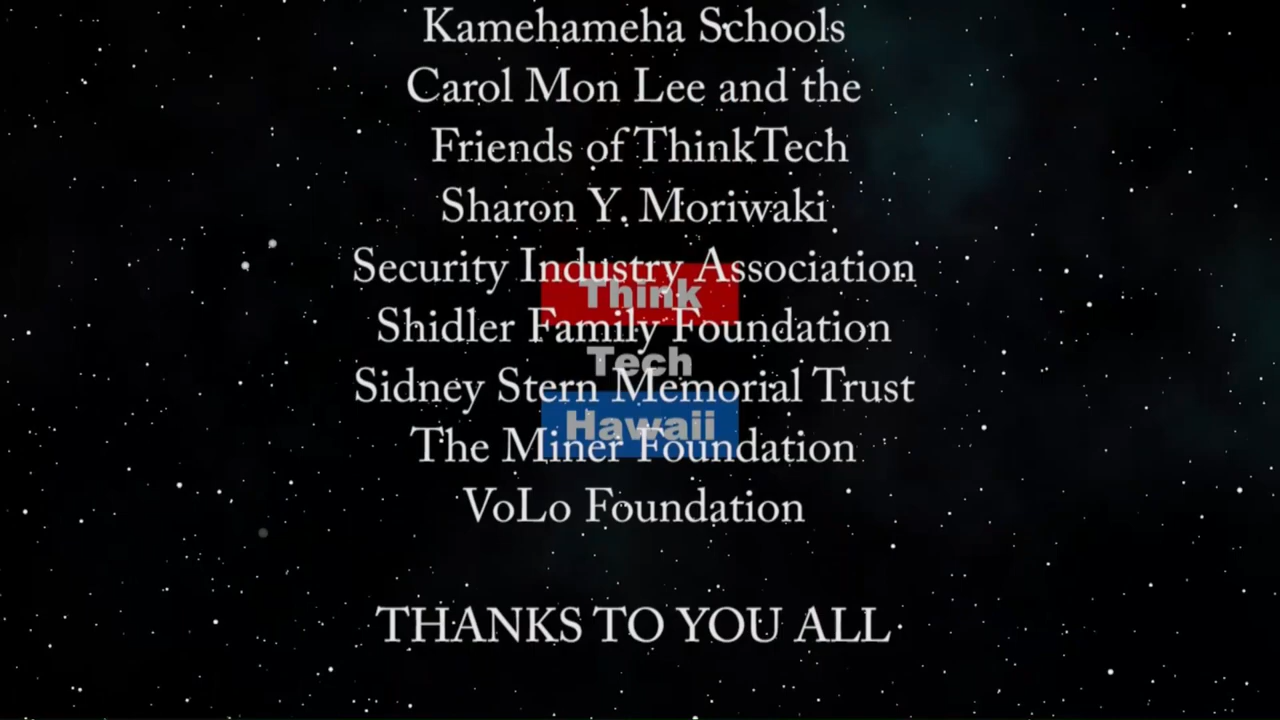 Kamehameha Schools
Carol Mon Lee and the
Friends of ThinkTech
Sharon Y. Moriwaki
Security Industry Association
Think
Shidler Family Foundation
Tech
Sidney Stern Memorial Trust
Hawaii
The Miner Foundation
VoLo Foundation
THANKS TO YOU ALL